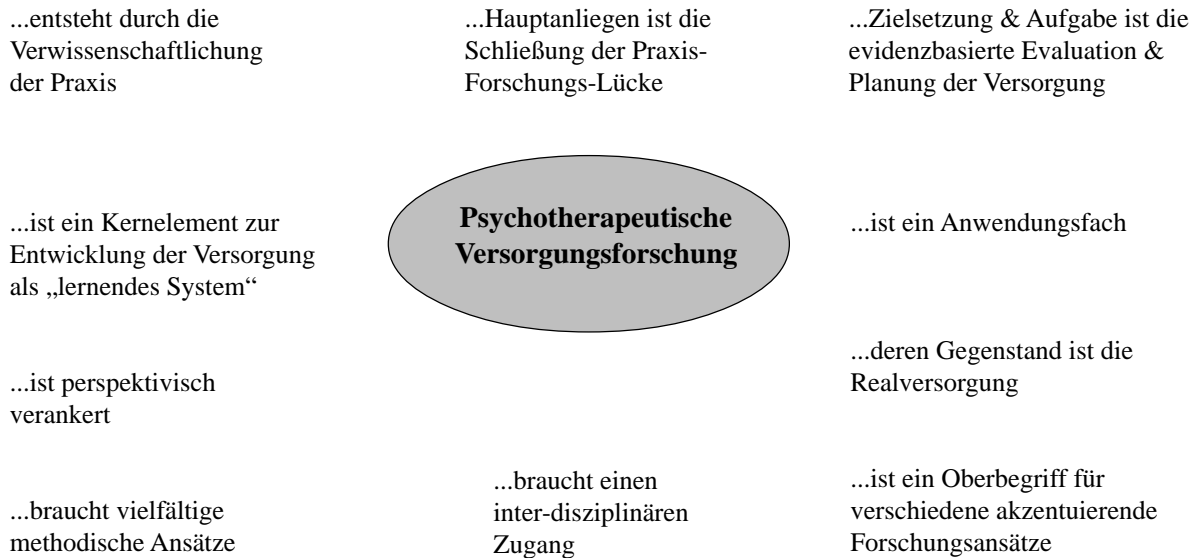 ...entsteht durch die
Verwissenschaftlichung
der Praxis
...Hauptanliegen ist die
Schließung der Praxis-
Forschungs-Lücke
...Zielsetzung & Aufgabe ist die
evidenzbasierte Evaluation &
Planung der Versorgung
...ist ein Kernelement zur
Entwicklung der Versorgung
als „lernendes System“
Psychotherapeutische
Versorgungsforschung
...ist ein Anwendungsfach
...deren Gegenstand ist die
Realversorgung
...ist perspektivisch
verankert
...braucht vielfältige
methodische Ansätze
...braucht einen
inter-disziplinären
Zugang
...ist ein Oberbegriff für
verschiedene akzentuierende
Forschungsansätze